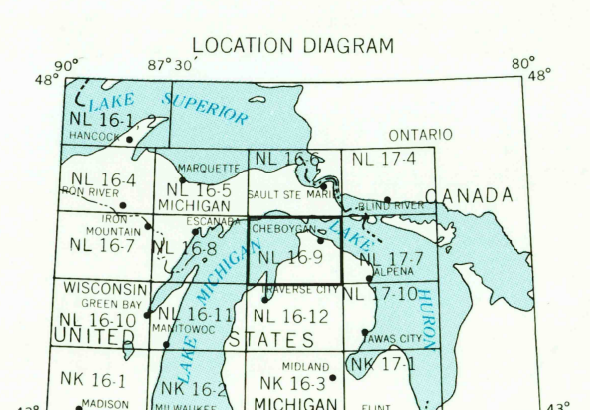 LOCATION DIAGRAM
90° 87°30′ 80°
48° 48°
LAKE SUPERIOR
NL 16-1
HANCOCK
ONTARIO
NL 16-6 NL 17-4
MARQUETTE
NL 16-4
NL 16-5
SAULT STE MARIE
IRON RIVER
MICHIGAN
BLIND RIVER
CANADA
IRON
MOUNTAIN
ESCANABA
CHEBOYGAN
LAKE
NL 16-7
NL 16-8
NL 16-9
NL 17-7
ALPENA
MICHIGAN
WISCONSIN
TRAVERSE CITY
NL 17-10
GREEN BAY
NL 16-10
NL 16-11
NL 16-12
HURON
MANITOWOC
UNITED STATES
TAWAS CITY
LAKE
NK 16-1
NK 16-2
MIDLAND
NK 16-3
NK 17-1
MADISON
MILWAUKEE
MICHIGAN
FLINT
43° 43°